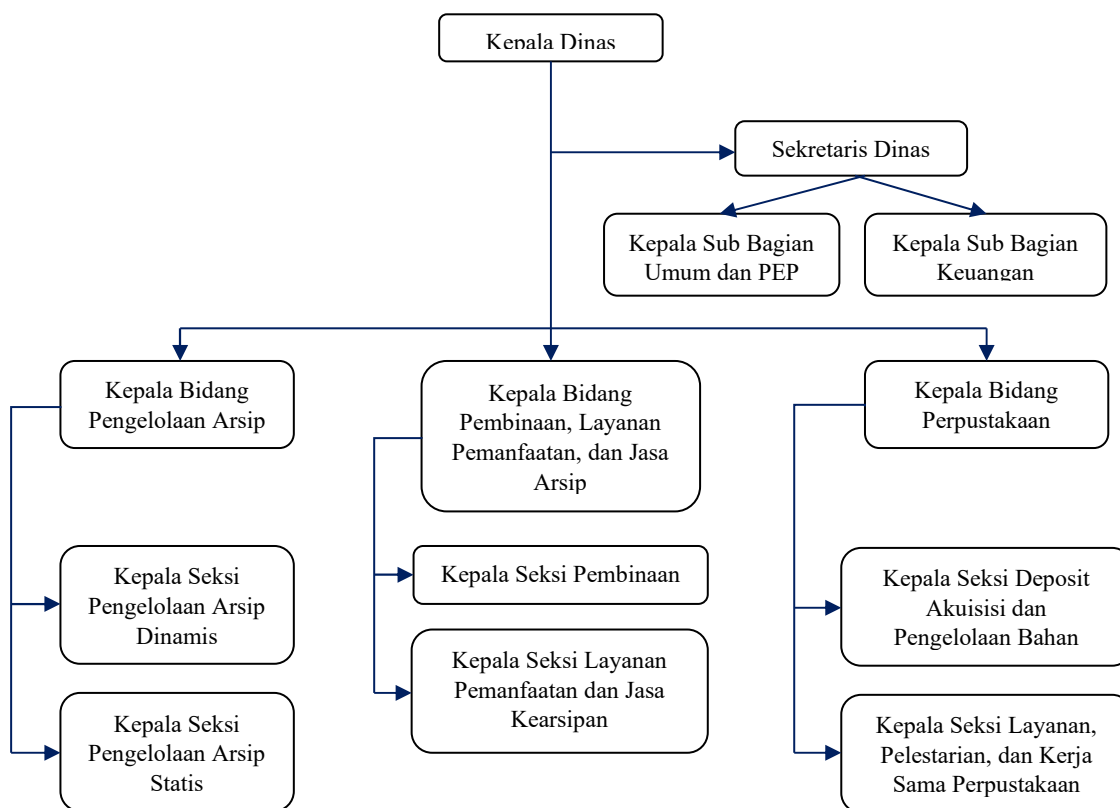 Kepala Dinas
Sekretaris Dinas
Kepala Sub Bagian
Umum dan PEP
Kepala Sub Bagian
Keuangan
Kepala Bidang
Pengelolaan Arsip
Kepala Bidang
Pembinaan, Layanan
Pemanfaatan, dan Jasa
Arsip
Kepala Bidang
Perpustakaan
Kepala Seksi
Pengelolaan Arsip
Dinamis
Kepala Seksi
Pengelolaan Arsip
Statis
Kepala Seksi Pembinaan
Kepala Seksi Layanan
Pemanfaatan dan Jasa
Kearsipan
Kepala Seksi Deposit
Akuisisi dan
Pengelolaan Bahan
Kepala Seksi Layanan,
Pelestarian, dan Kerja
Sama Perpustakaan